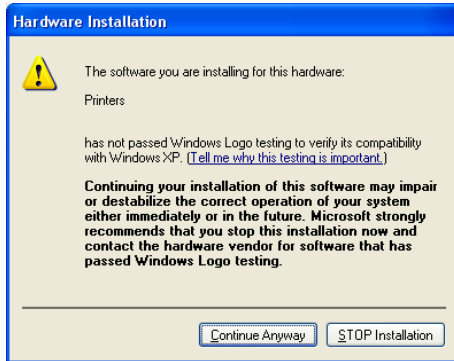 Hardware Installation
The software you are installing for this hardware:
Printers
has not passed Windows Logo testing to verify its compatibility
with Windows XP. (Tell me why this testing is important.)
Continuing your installation of this software may impair
or destabilize the correct operation of your system
either immediately or in the future. Microsoft strongly
recommends that you stop this installation now and
contact the hardware vendor for software that has
passed Windows Logo testing.
Continue Anyway
STOP Installation